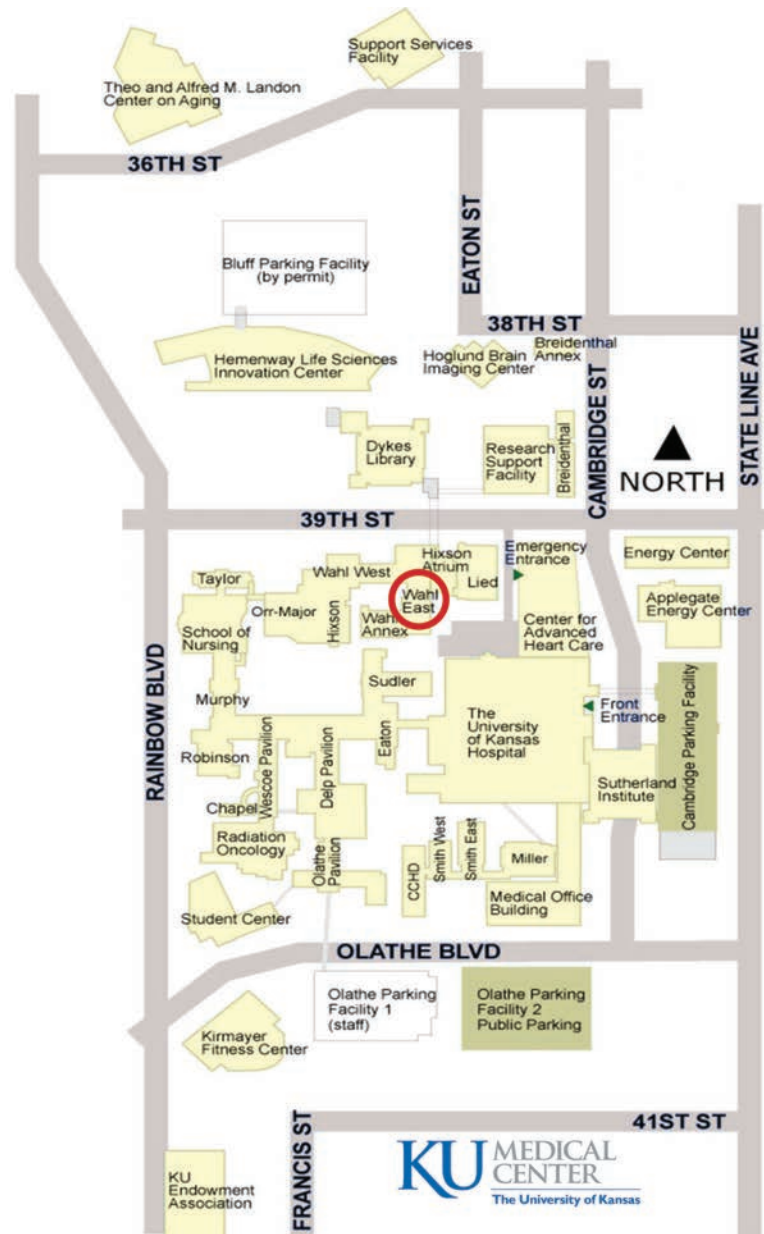 Support Services
Facility
Theo and Alfred M. Landon
Center on Aging
36TH ST
EATON ST
Bluff Parking Facility
(by permit)
38TH ST
CAMBRIDGE ST
STATE LINE AVE
Hemenway Life Sciences
Innovation Center
Hoglund Brain
Imaging Center
Breidenthal
Annex
Dykes
Library
Research
Support
Facility
Breidenthal
NORTH
39TH ST
Taylor
Wahl West
Hixson
Atrium
Lied
Emergency
Entrance
Energy Center
Orr-Major
Hixson
Wahl
East
Wahl
Annex
Center for
Advanced
Heart Care
Applegate
Energy Center
School of
Nursing
RAINBOW BLVD
Murphy
Sudler
The
University
of Kansas
Hospital
Front
Entrance
Cambridge Parking Facility
Robinson
Wescoe Pavilion
Delp Pavilion
Eaton
Sutherland
Institute
Chapel
Radiation
Oncology
Olathe
Pavilion
CCHD
Smith West
Smith East
Miller
Medical Office
Building
Student Center
OLATHE BLVD
Olathe Parking
Facility 1
(staff)
Olathe Parking
Facility 2
Public Parking
Kirmayer
Fitness Center
FRANCIS ST
41ST ST
KU MEDICAL
CENTER
The University of Kansas
KU
Endowment
Association